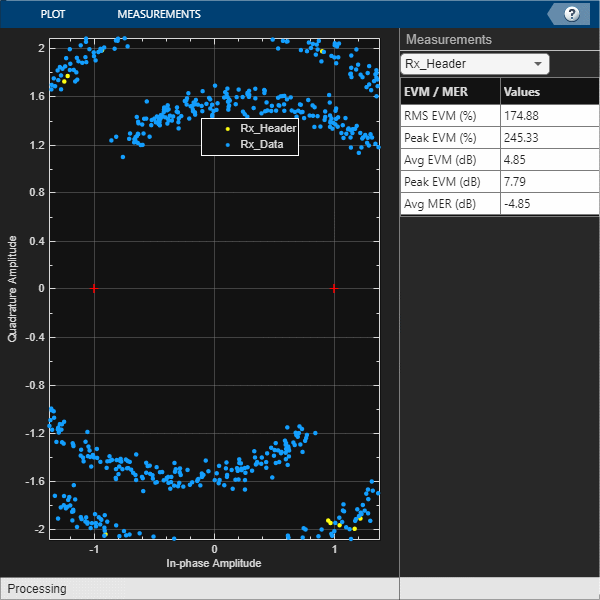 PLOT MEASUREMENTS ?
Measurements
Rx_Header
EVM / MER Values
RMS EVM (%) 174.88
Peak EVM (%) 245.33
Avg EVM (dB) 4.85
Peak EVM (dB) 7.79
Avg MER (dB) -4.85
2
1.6
1.2
0.8
0.4
0
-0.4
-0.8
-1.2
-1.6
-2
Quadrature Amplitude
Rx_Header
Rx_Data
-1 0 1
In-phase Amplitude
Processing